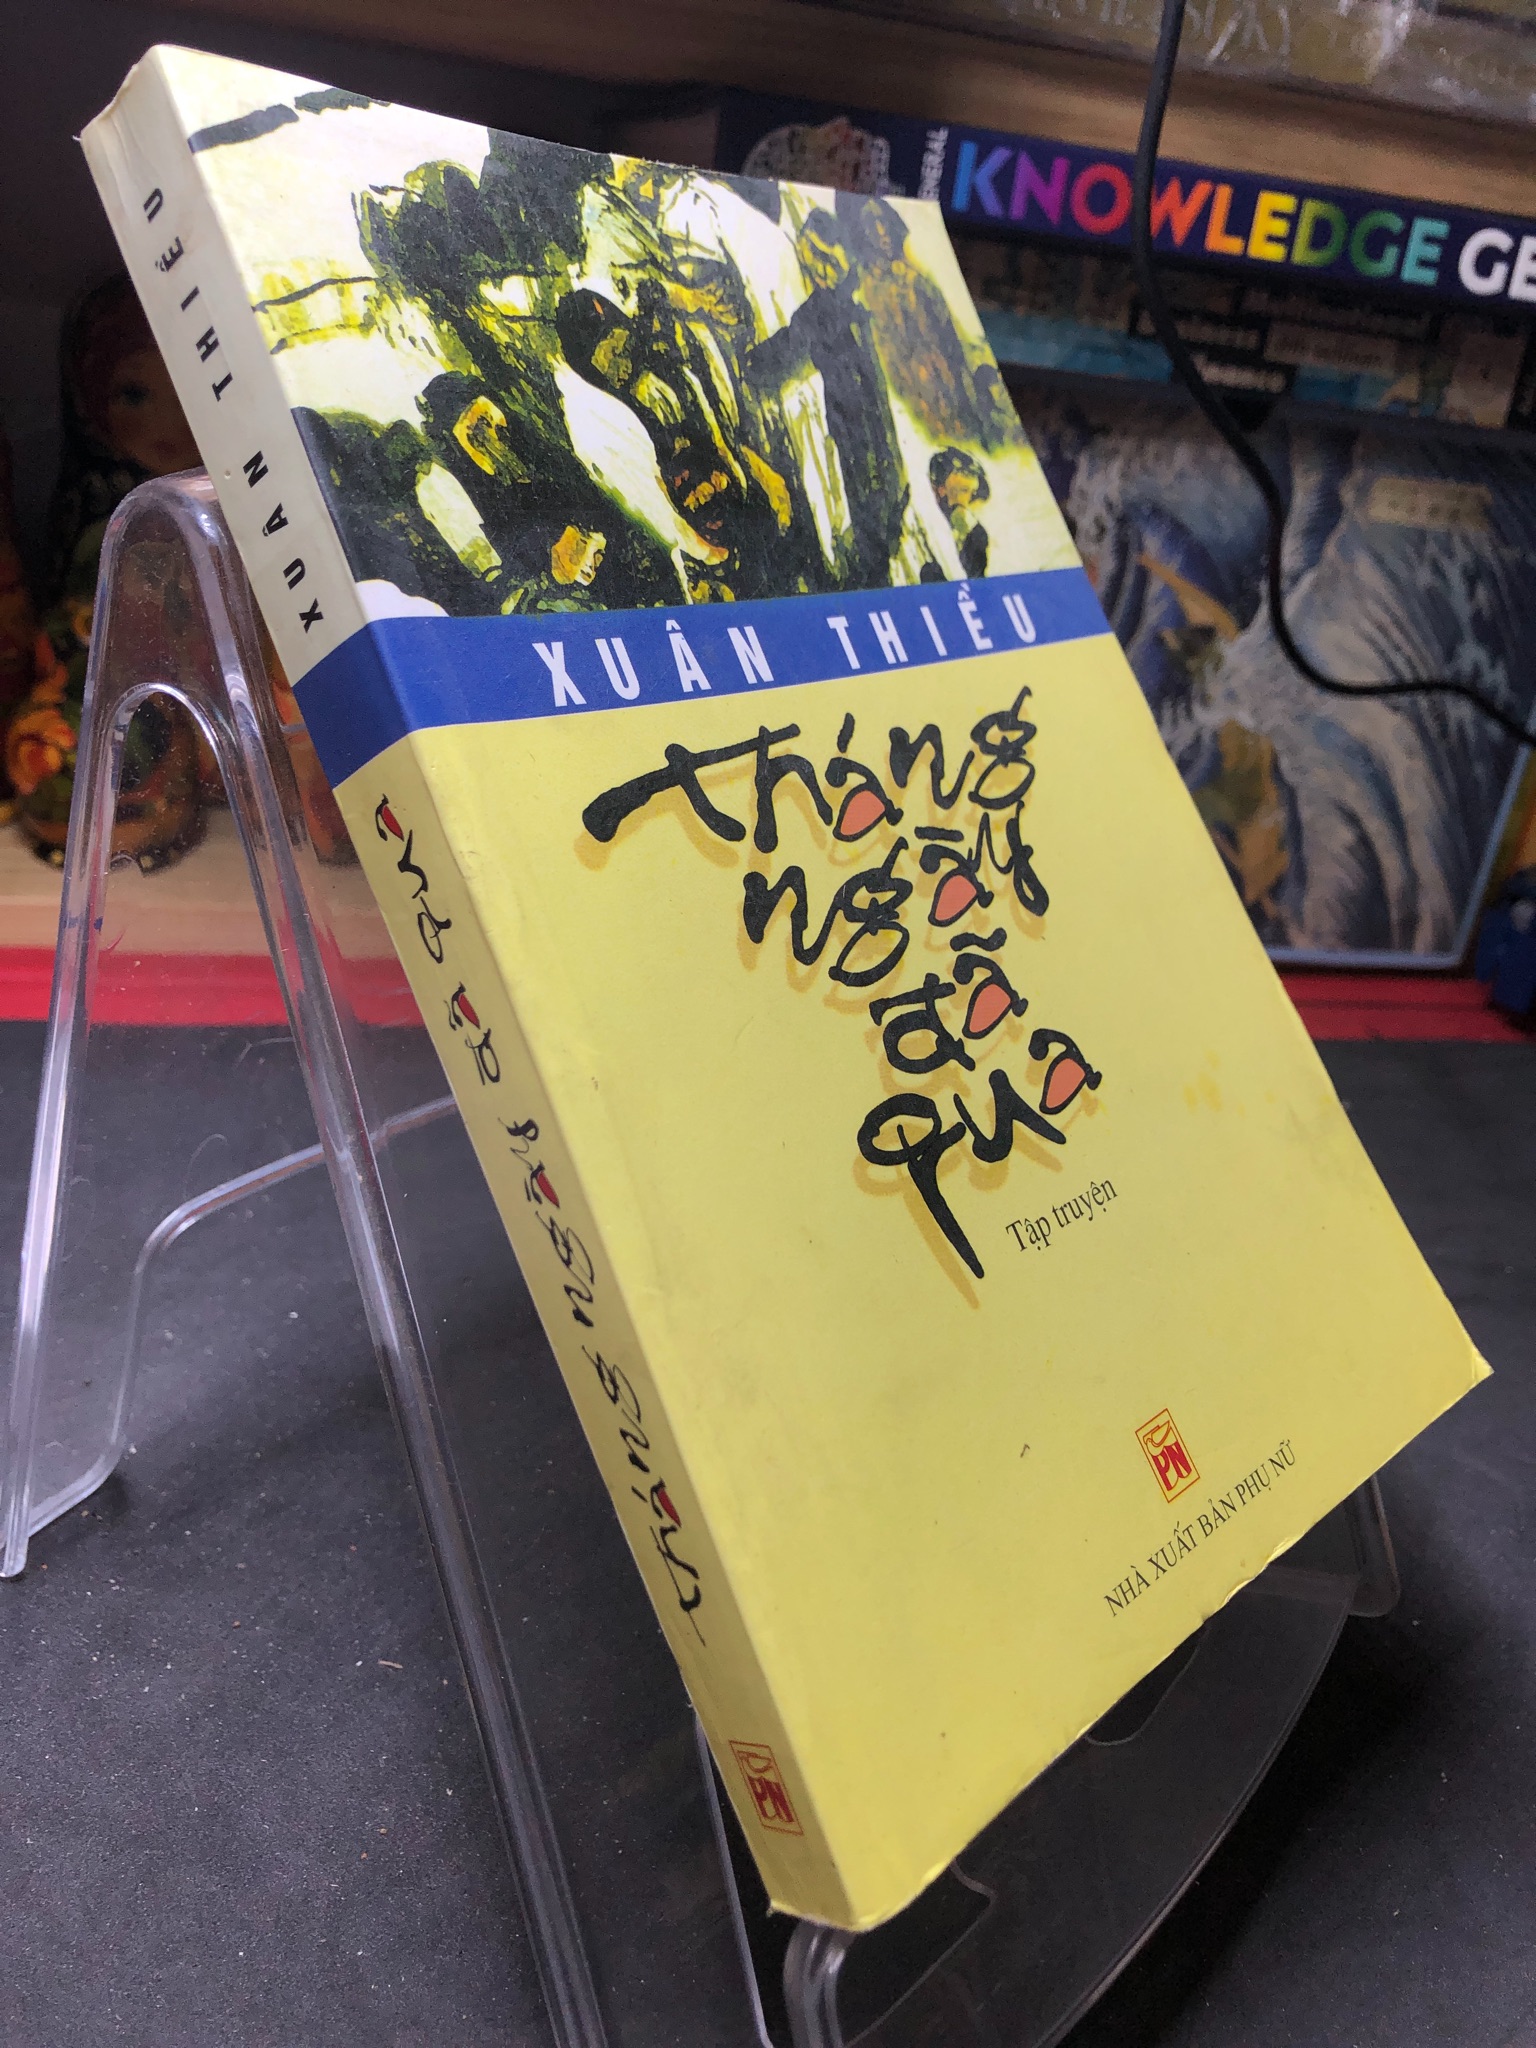 GENERAL
KNOWLEDGE GE
XUÂN THIỀU
XUÂN THIỀU
tháng
ngày
đã
qua
tháng ngày đã qua
Tập truyện
PN
NHÀ XUẤT BẢN PHỤ NỮ
PN